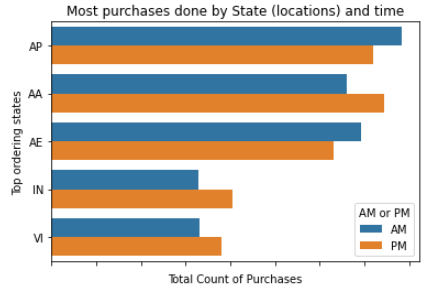 Most purchases done by State (locations) and time
AP
AA
AE
IN
VI
Top ordering states
AM or PM
AM
PM
Total Count of Purchases